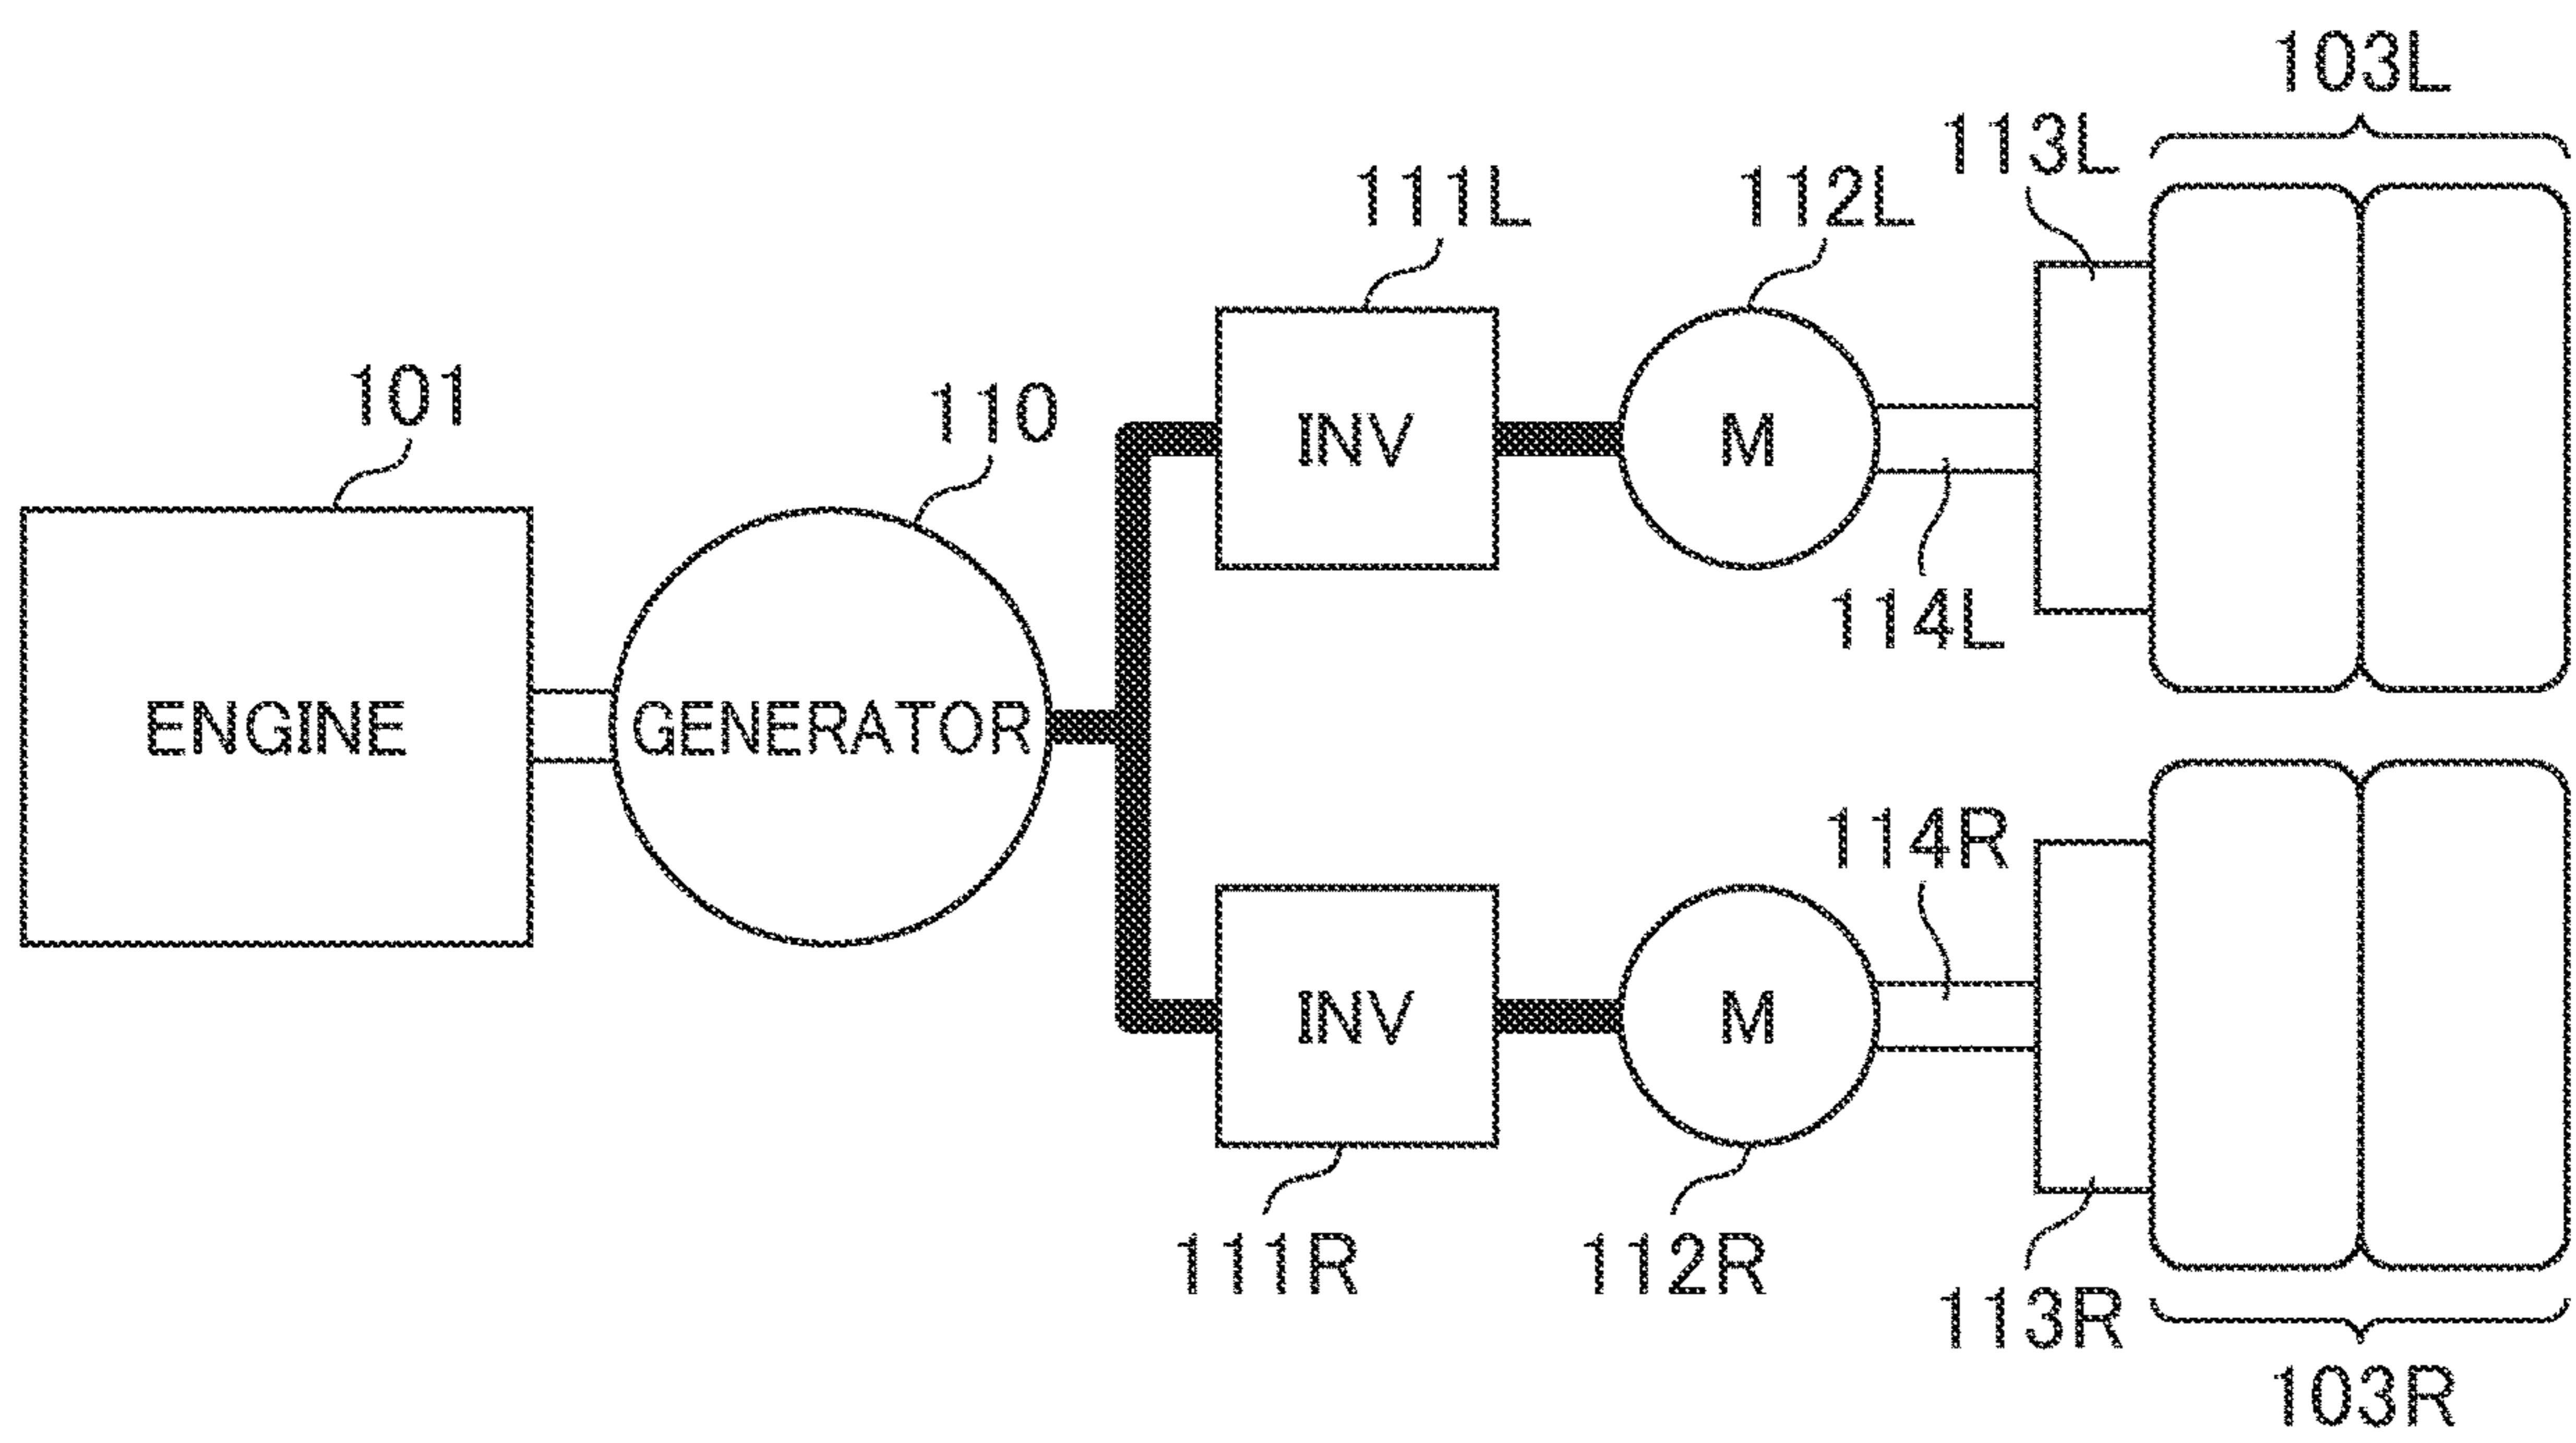 103L
113L
111L
112L
101
110
INV
M
114L
ENGINE
GENERATOR
114R
INV
M
111R
112R
113R
103R